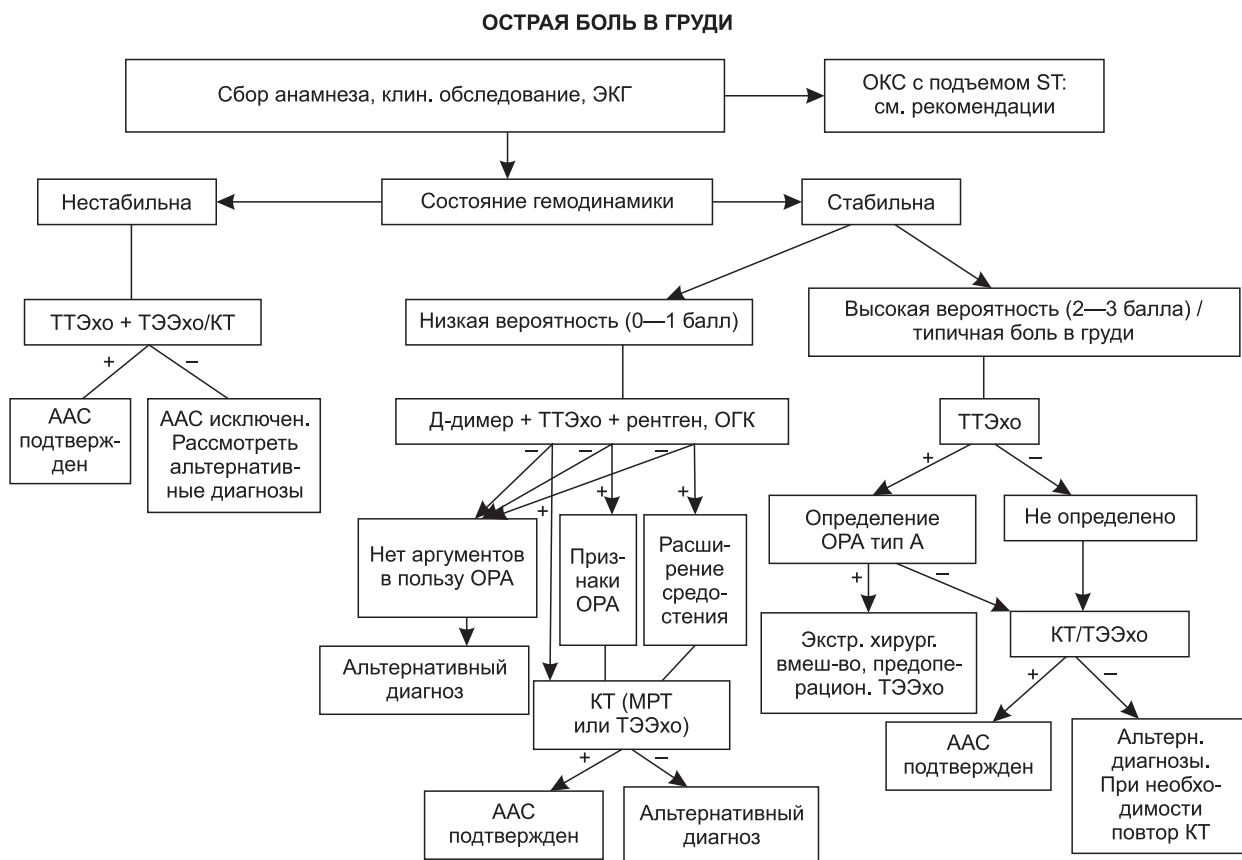 ОСТРАЯ БОЛЬ В ГРУДИ
Сбор анамнеза, клин. обследование, ЭКГ
ОКС с подъемом ST:
см. рекомендации
Нестабильна
Состояние гемодинамики
Стабильна
ТТЭхо + ТЭЭхо/КТ
Низкая вероятность (0—1 балл)
Высокая вероятность (2—3 балла) /
типичная боль в груди
+
–
ААС
подтверж-
ден
ААС исключен.
Рассмотреть
альтернатив-
ные диагнозы
Д-димер + ТТЭхо + рентген, ОГК
ТТЭхо
–
–
–
+
+
+
+
–
Нет аргументов
в пользу ОРА
Приз-
наки
ОРА
Расши-
рение
средо-
стения
Определение
ОРА тип А
Не определено
+
–
Альтернативный
диагноз
КТ (МРТ
или ТЭЭхо)
Экстр. хирург.
вмеш-во, предопе-
рацион. ТЭЭхо
КТ/ТЭЭхо
+
–
+
–
ААС
подтвержден
Альтернативный
диагноз
ААС
подтвержден
Альтерн.
диагнозы.
При необхо-
димости
повтор КТ